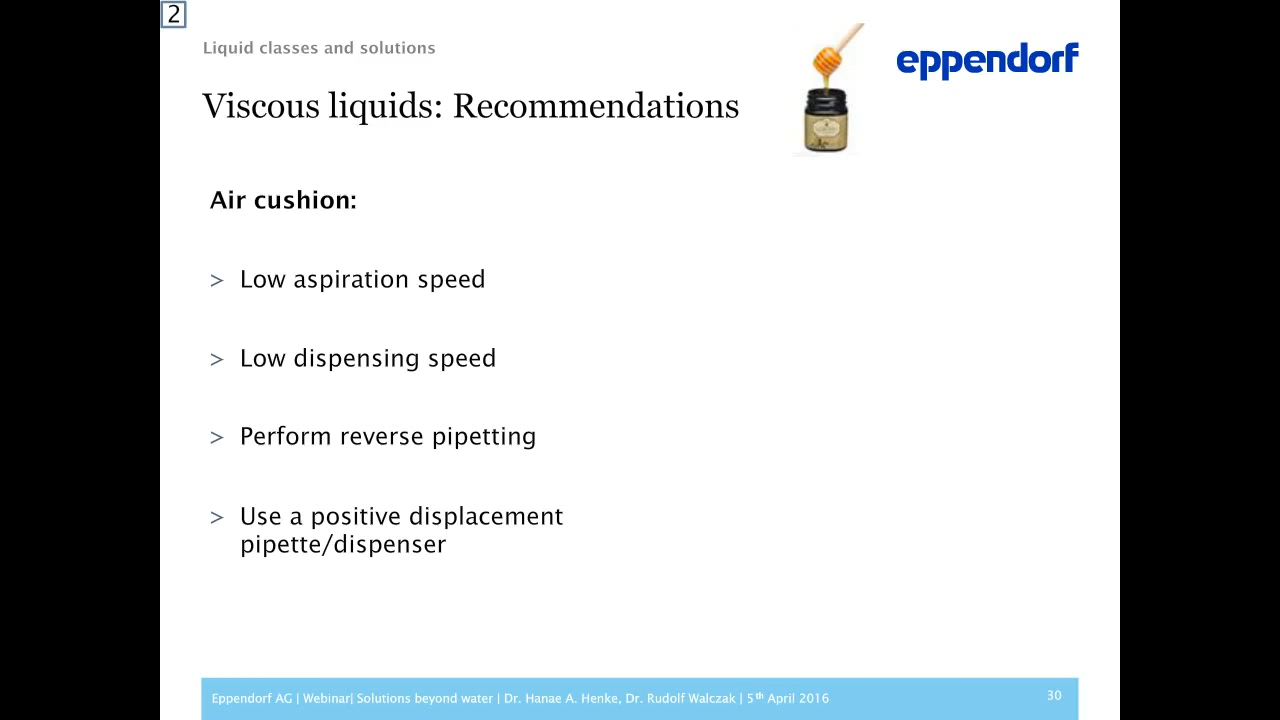 2
Liquid classes and solutions
eppendorf
Viscous liquids: Recommendations
Air cushion:
> Low aspiration speed
> Low dispensing speed
> Perform reverse pipetting
> Use a positive displacement
pipette/dispenser
Eppendorf AG | Webinar| Solutions beyond water | Dr. Hanae A. Henke, Dr. Rudolf Walczak | 5th April 2016
30